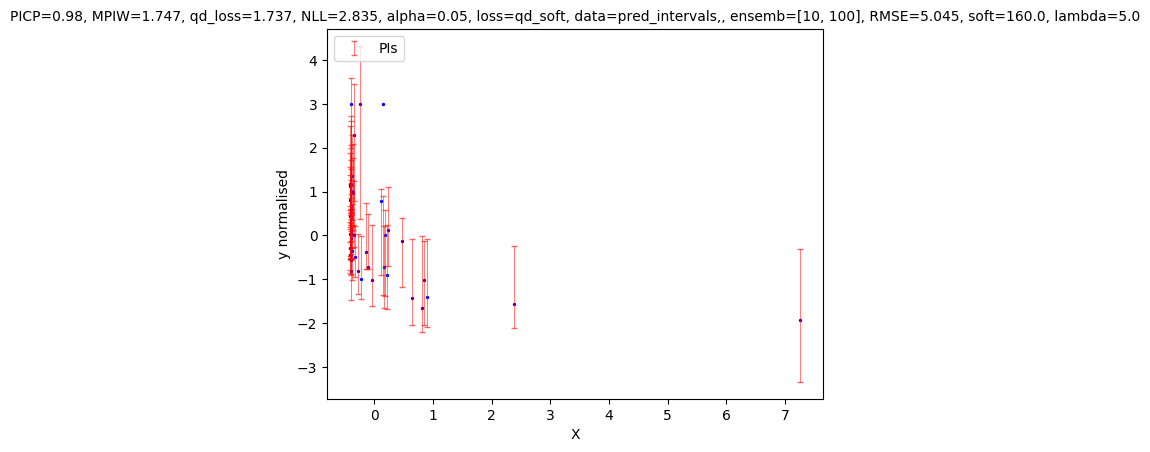 PICP=0.98, MPIW=1.747, qd_loss=1.737, NLL=2.835, alpha=0.05, loss=qd_soft, data=pred_intervals,, ensemb=[10, 100], RMSE=5.045, soft=160.0, lambda=5.0
PIs
4
3
2
1
0
−1
−2
−3
y normalised
0 1 2 3 4 5 6 7
X